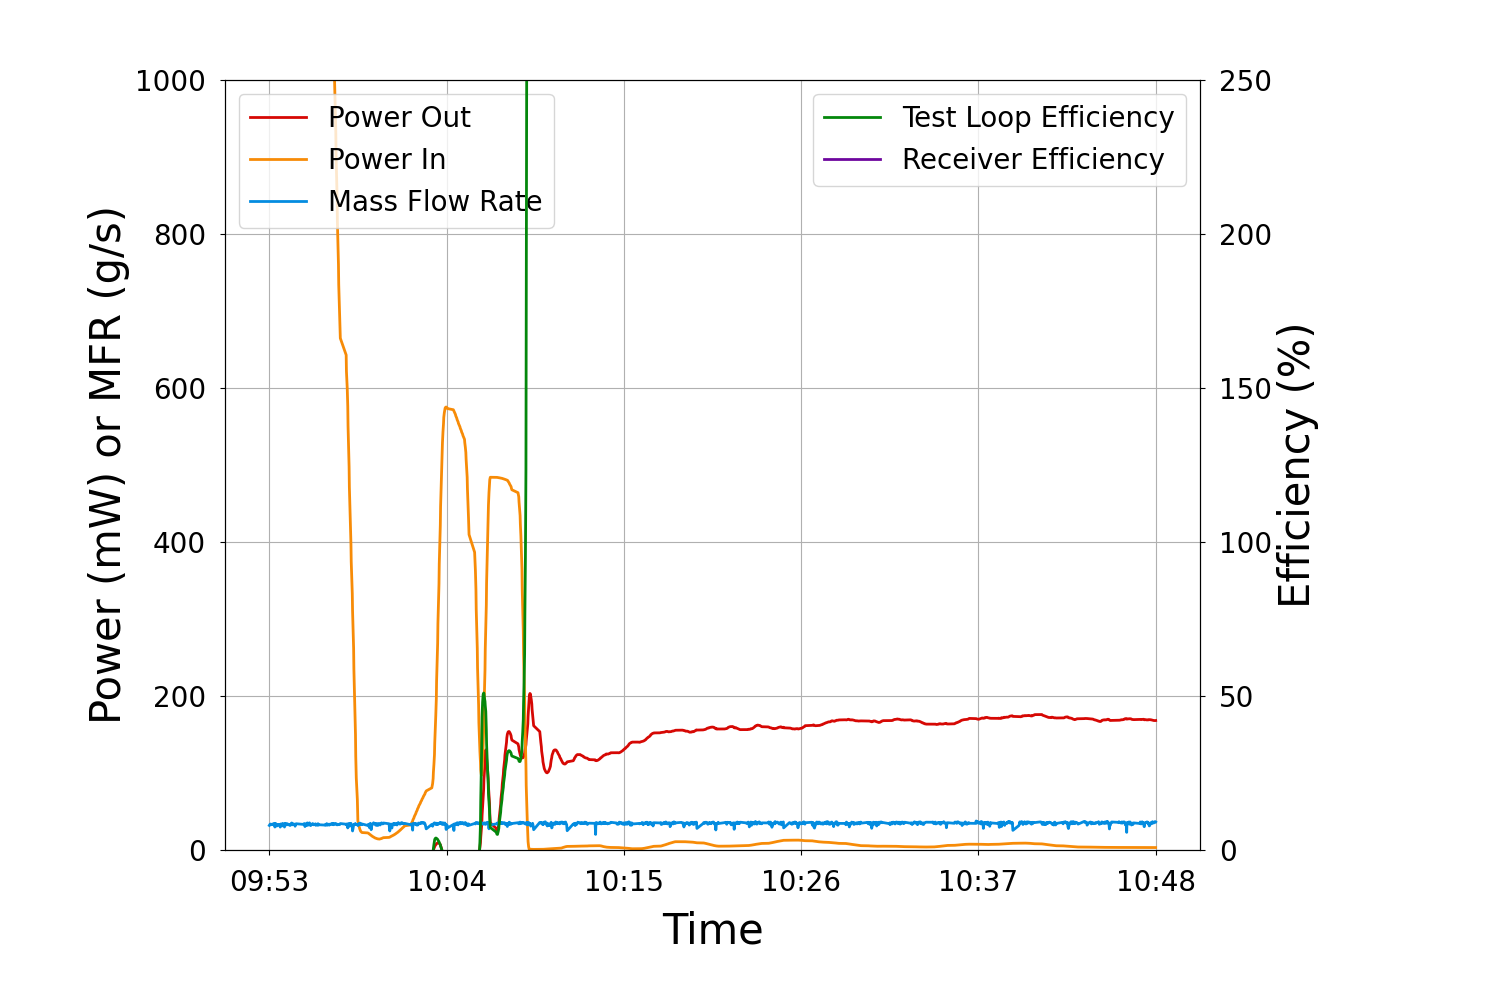 Power (mW) or MFR (g/s)
1000
800
600
400
200
0
Power Out
Power In
Mass Flow Rate
Test Loop Efficiency
Receiver Efficiency
250
200
150
100
50
0
Efficiency (%)
09:53 10:04 10:15 10:26 10:37 10:48
Time